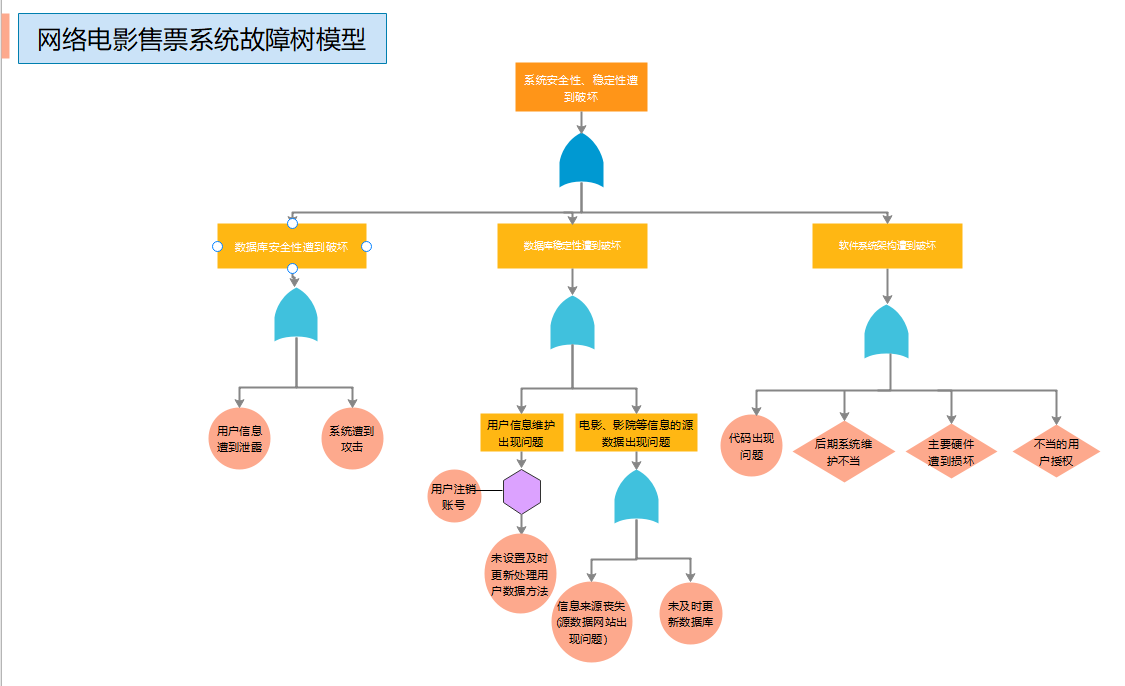 网络电影售票系统故障树模型
系统安全性、稳定性遭
到破坏
数据库安全性遭到破坏
数据库稳定性遭到破坏
软件系统架构遭到破坏
用户信息
遭到泄露
系统遭到
攻击
用户信息维护
出现问题
电影、影院等信息的源
数据出现问题
代码出现
问题
后期系统维
护不当
主要硬件
遭到损坏
不当的用
户授权
用户注销
账号
未设置及时
更新处理用
户数据方法
信息来源丧失
(源数据网站出
现问题)
未及时更
新数据库